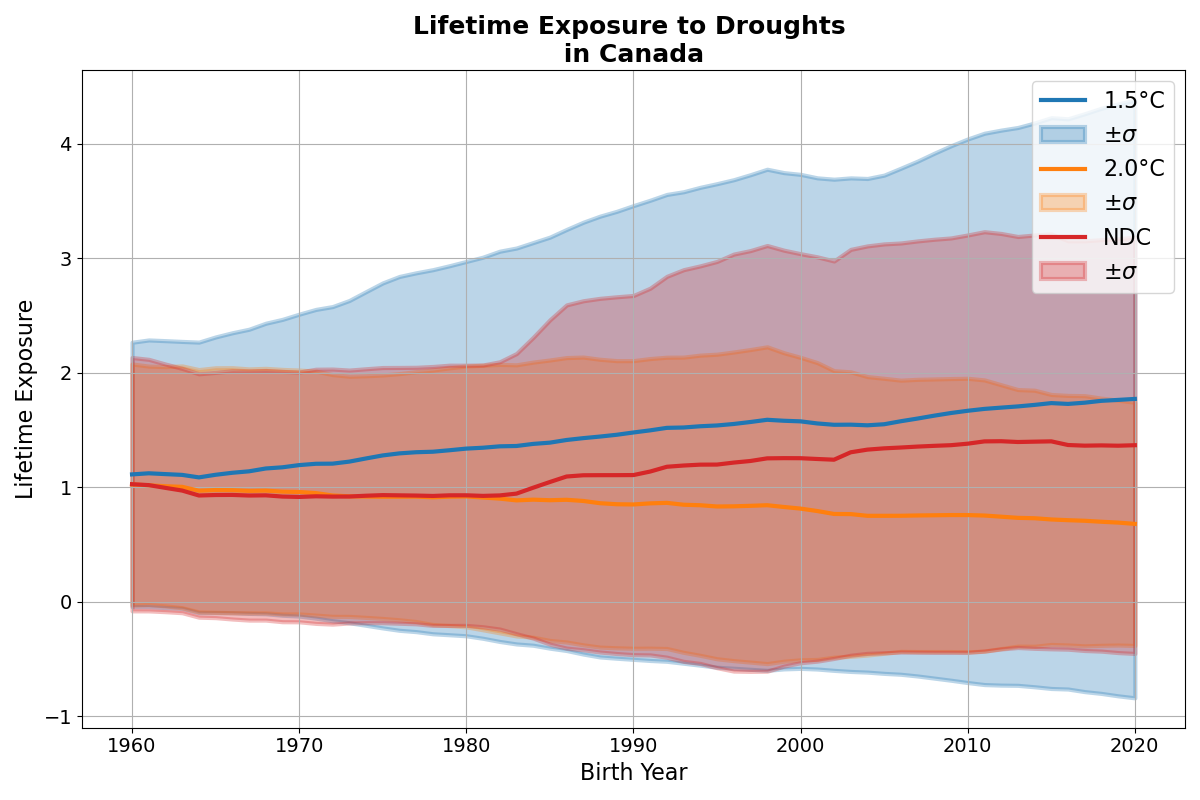 Lifetime Exposure to Droughts
in Canada
1.5°C
±σ
2.0°C
±σ
NDC
±σ
Lifetime Exposure
4
3
2
1
0
−1
1960
1970
1980
1990
2000
2010
2020
Birth Year